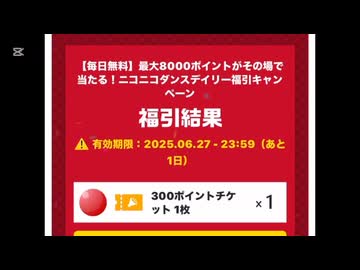 【毎日無料】最大8000ポイントがその場で
当たる！ニコニコダンスデイリー福引キャン
ペーン
福引結果
有効期限：2025.06.27 - 23:59（あと
1日）
300ポイントチケ
ット 1枚
×1